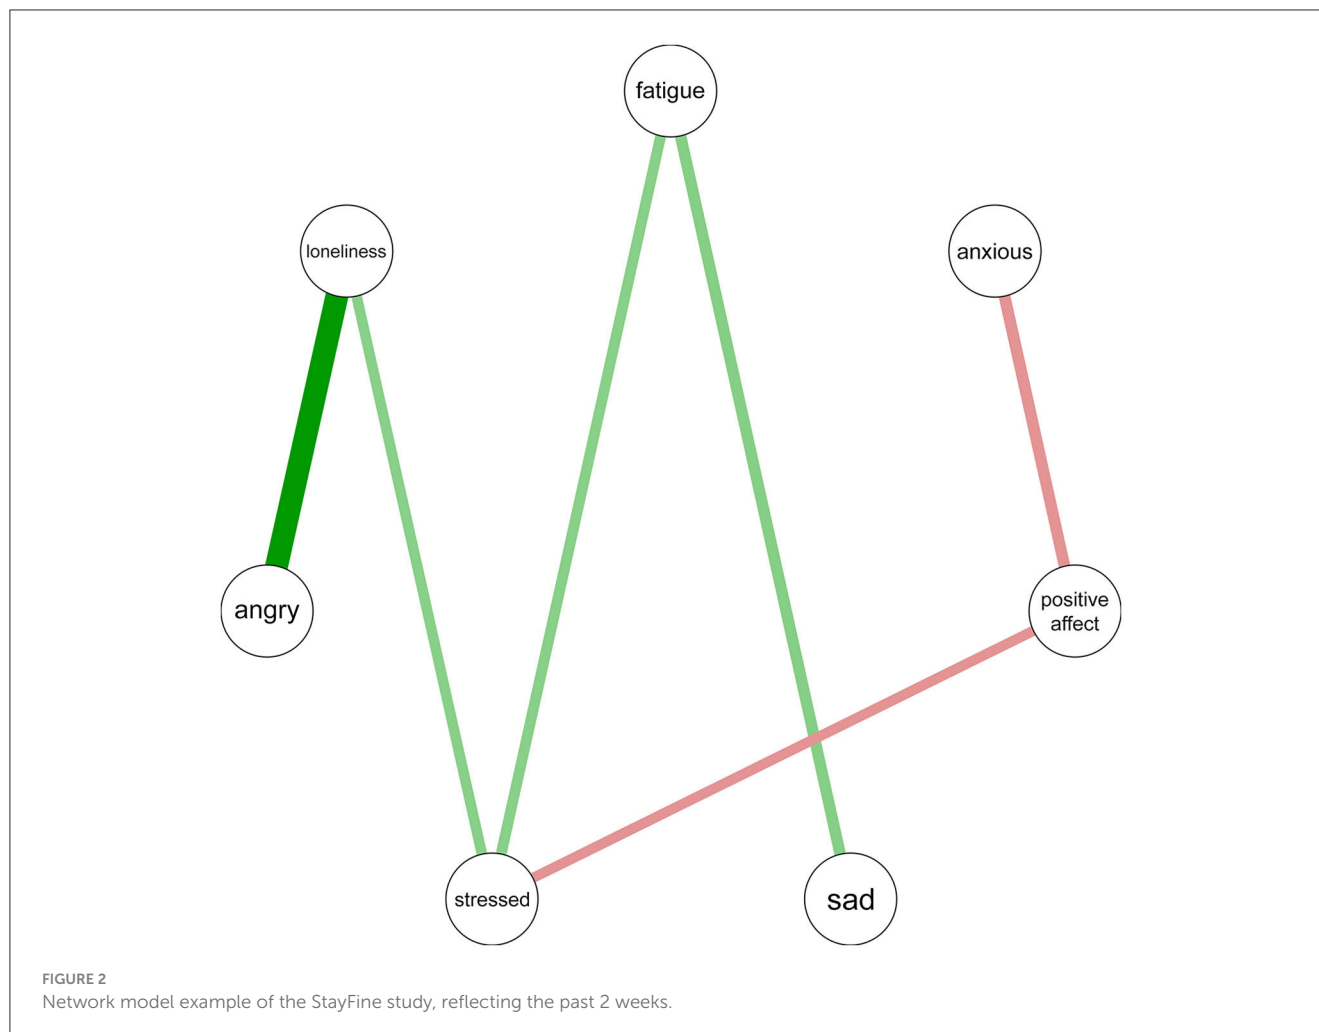 fatigue
loneliness
anxious
angry
positive
affect
stressed
sad
FIGURE 2
Network model example of the StayFine study, reflecting the past 2 weeks.